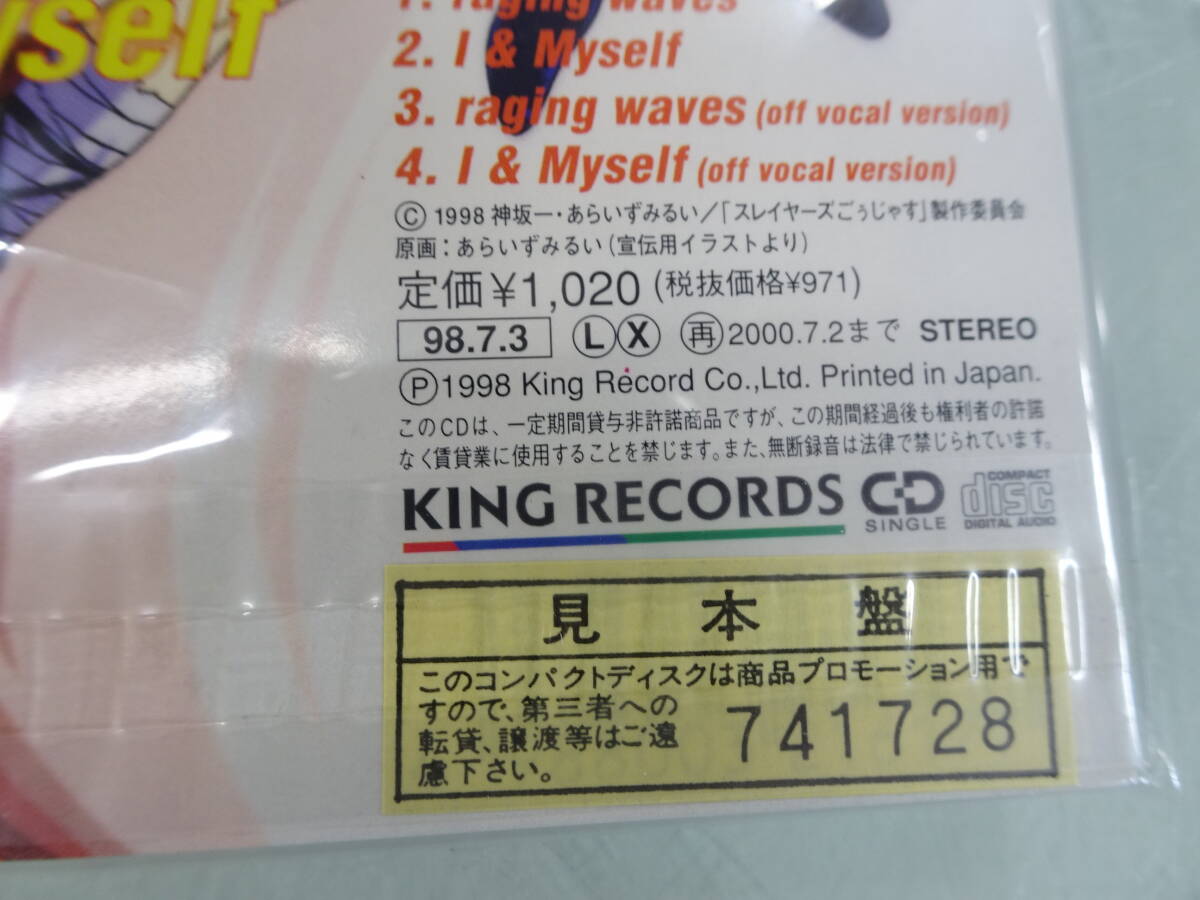 yself
1. raging waves
2. I & Myself
3. raging waves (off vocal version)
4. I & Myself (off vocal version)
Ⓒ 1998 神坂一・あらいずみるい／「スレイヤーズごぅじゃす」製作委員会
原画：あらいずみるい（宣伝用イラストより）
定価¥1,020（税抜価格¥971）
98.7.3 Ⓛ Ⓧ ㊢2000.7.2まで STEREO
Ⓟ1998 King Record Co.,Ltd. Printed in Japan.
このCDは、一定期間貸与非許諾商品ですが、この期間経過後も権利者の許諾
なく賃貸業に使用することを禁じます。また、無断録音は法律で禁じられています。
KING RECORDS CD SINGLE COMPACT disc DIGITAL AUDIO
見本盤
このコンパクトディスクは商品プロモーション用で
すので、第三者への
転貸、譲渡等はご遠
慮下さい。
741728